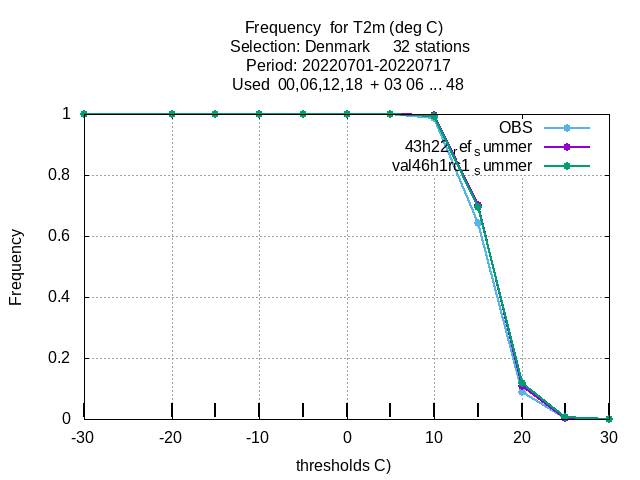 Frequency  for T2m (deg C)
Selection: Denmark     32 stations
Period: 20220701-20220717
Used  00,06,12,18  + 03 06 ... 48
OBS
43h22_ref_summer
val46h1rc1_summer
1
0.8
0.6
0.4
0.2
0
Frequency
-30
-20
-10
0
10
20
30
thresholds C)